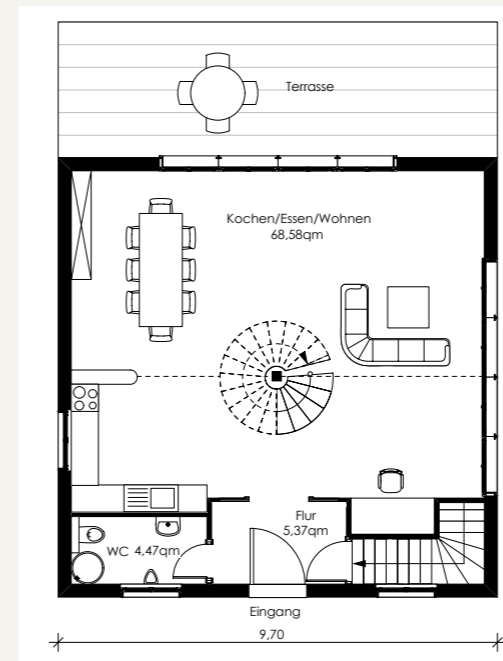 Terrasse
Kochen/Essen/Wohnen
68,58qm
Flur
5,37qm
WC 4,47qm
Eingang
9,70